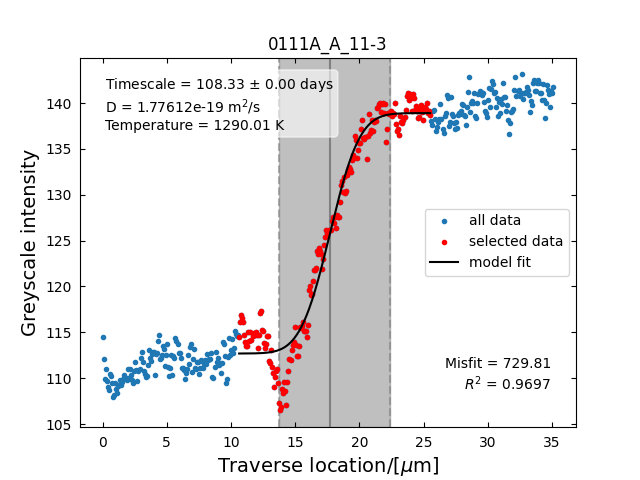 0111A_A_11-3
Timescale = 108.33 ± 0.00 days
D = 1.77612e-19 m²/s
Temperature = 1290.01 K
Greyscale intensity
140
135
130
125
120
115
110
105
all data
selected data
model fit
Misfit = 729.81
R² = 0.9697
0 5 10 15 20 25 30 35
Traverse location/[μm]